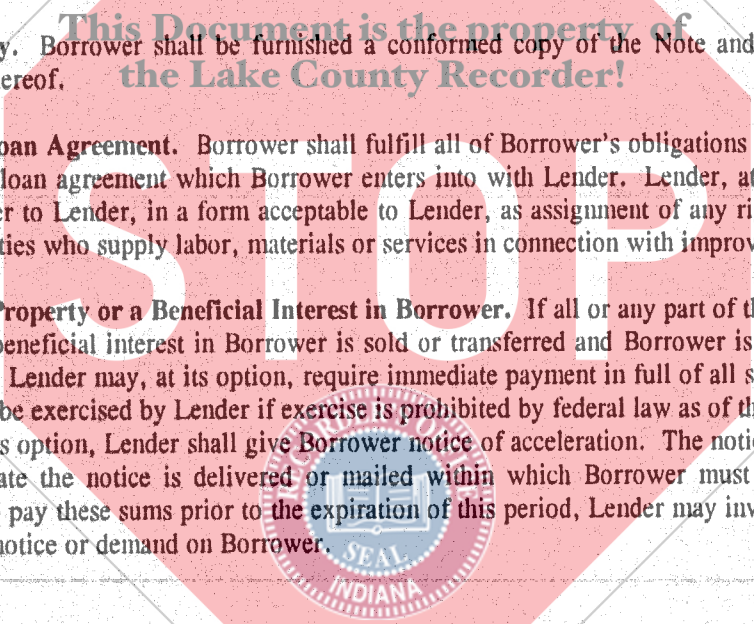 This Document is the property of
the Lake County Recorder!
STOP
y. Borrower shall be furnished a conformed copy of the Note and
ereof.
oan Agreement. Borrower shall fulfill all of Borrower's obligations
loan agreement which Borrower enters into with Lender. Lender, at
er to Lender, in a form acceptable to Lender, as assignment of any ri
ties who supply labor, materials or services in connection with improv
Property or a Beneficial Interest in Borrower. If all or any part of th
beneficial interest in Borrower is sold or transferred and Borrower is
Lender may, at its option, require immediate payment in full of all s
be exercised by Lender if exercise is prohibited by federal law as of th
s option, Lender shall give Borrower notice of acceleration. The notic
ate the notice is delivered or mailed within which Borrower must
pay these sums prior to the expiration of this period, Lender may inv
notice or demand on Borrower.
SEAL
INDIANA